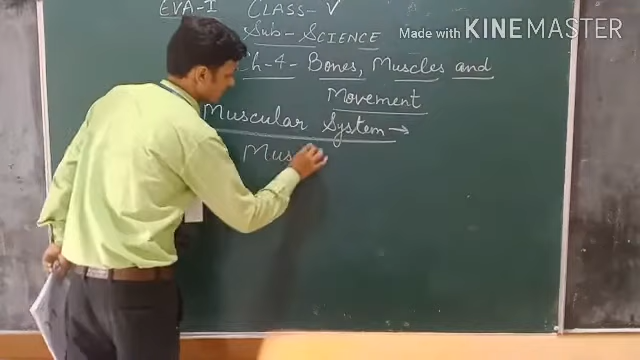 EVA-I CLASS- V
Sub- SCIENCE
Made with KINEMASTER
Ch-4- Bones, Muscles and
Movement
Muscular System →
Mus